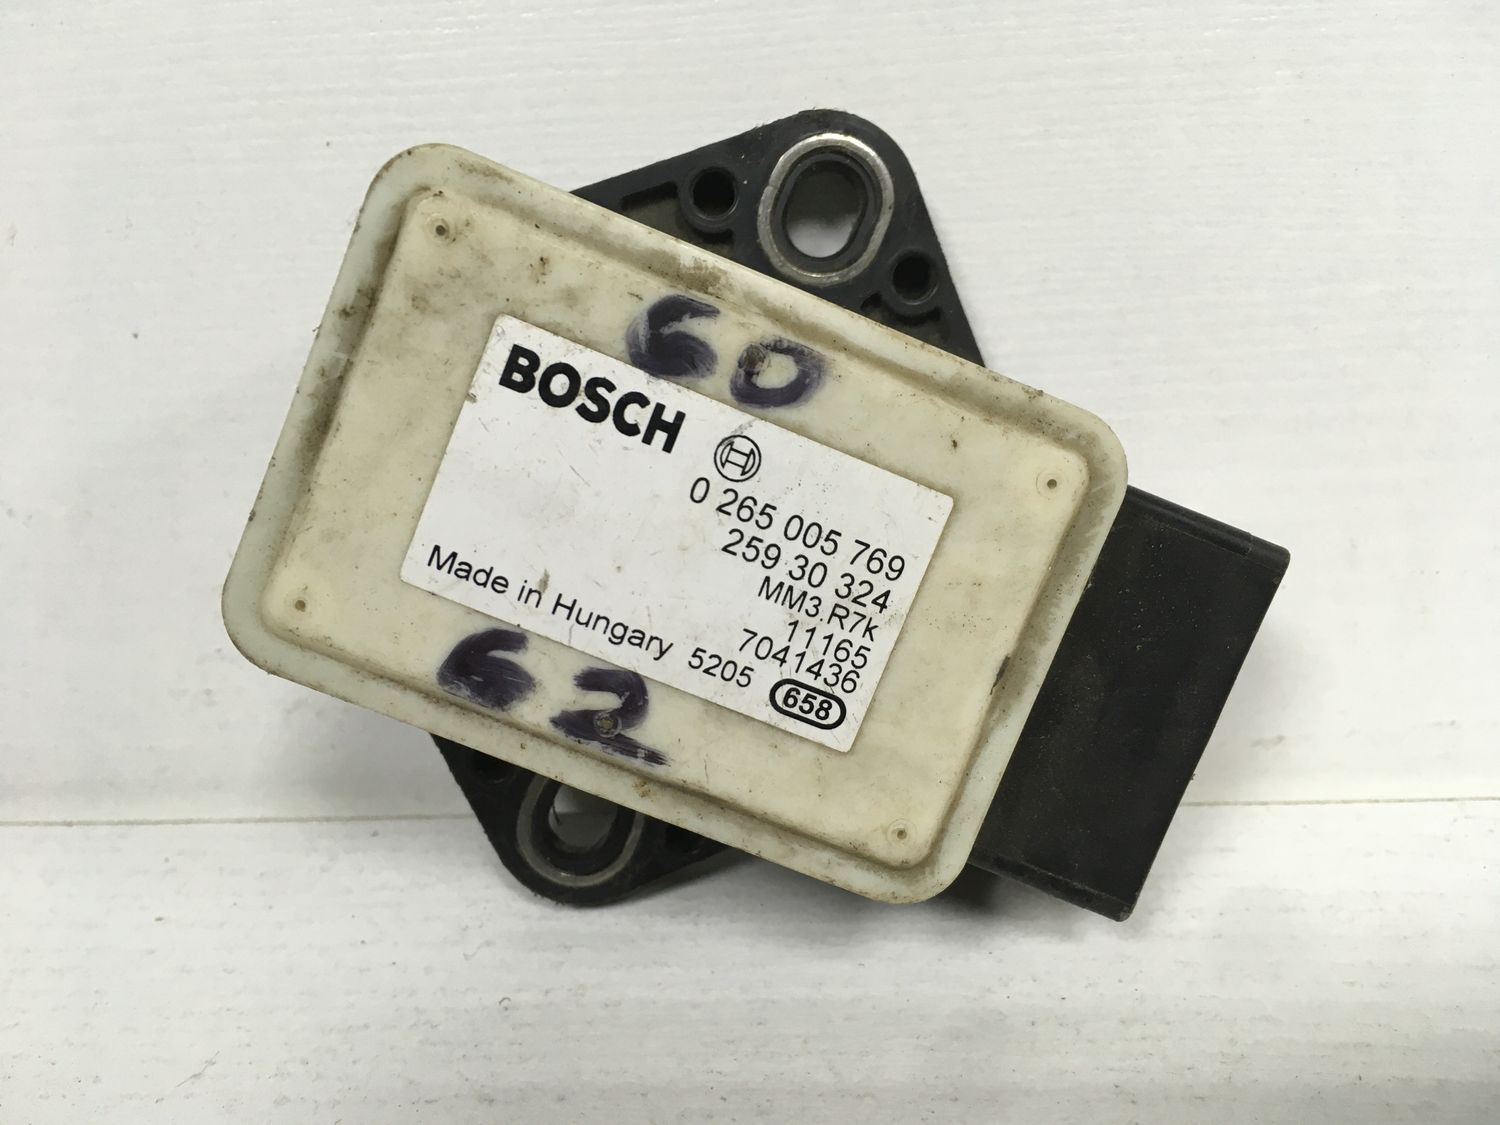 60
BOSCH
0 265 005 769
259 30 324
MM3.R7k
11165
7041436
Made in Hungary 5205 658
62